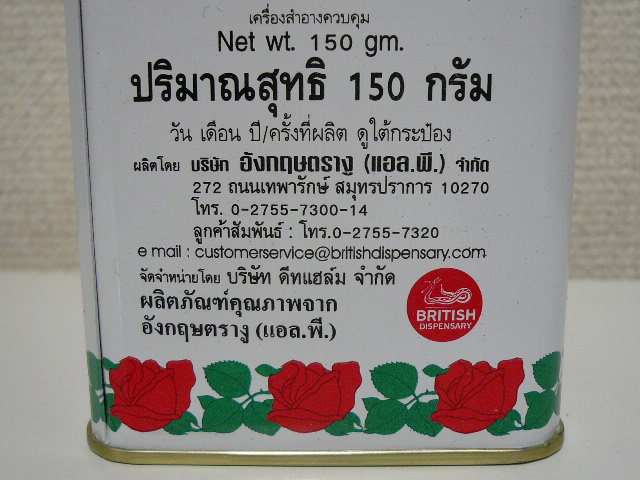 เครื่องสำอางควบคุม
Net wt. 150 gm.
ปริมาณสุทธิ 150 กรัม
วัน เดือน ปี/ครั้งที่ผลิต ดูใต้กระป๋อง
ผลิตโดย บริษัท อังกฤษตรางู (แอล.พี.) จำกัด
272 ถนนเทพารักษ์ สมุทรปราการ 10270
โทร. 0-2755-7300-14
ลูกค้าสัมพันธ์ : โทร.0-2755-7320
e mail : customerservice@britishdispensary.com
จัดจำหน่ายโดย บริษัท ดีทแฮล์ม จำกัด
ผลิตภัณฑ์คุณภาพจาก
อังกฤษตรางู (แอล.พี.)
BRITISH
DISPENSARY